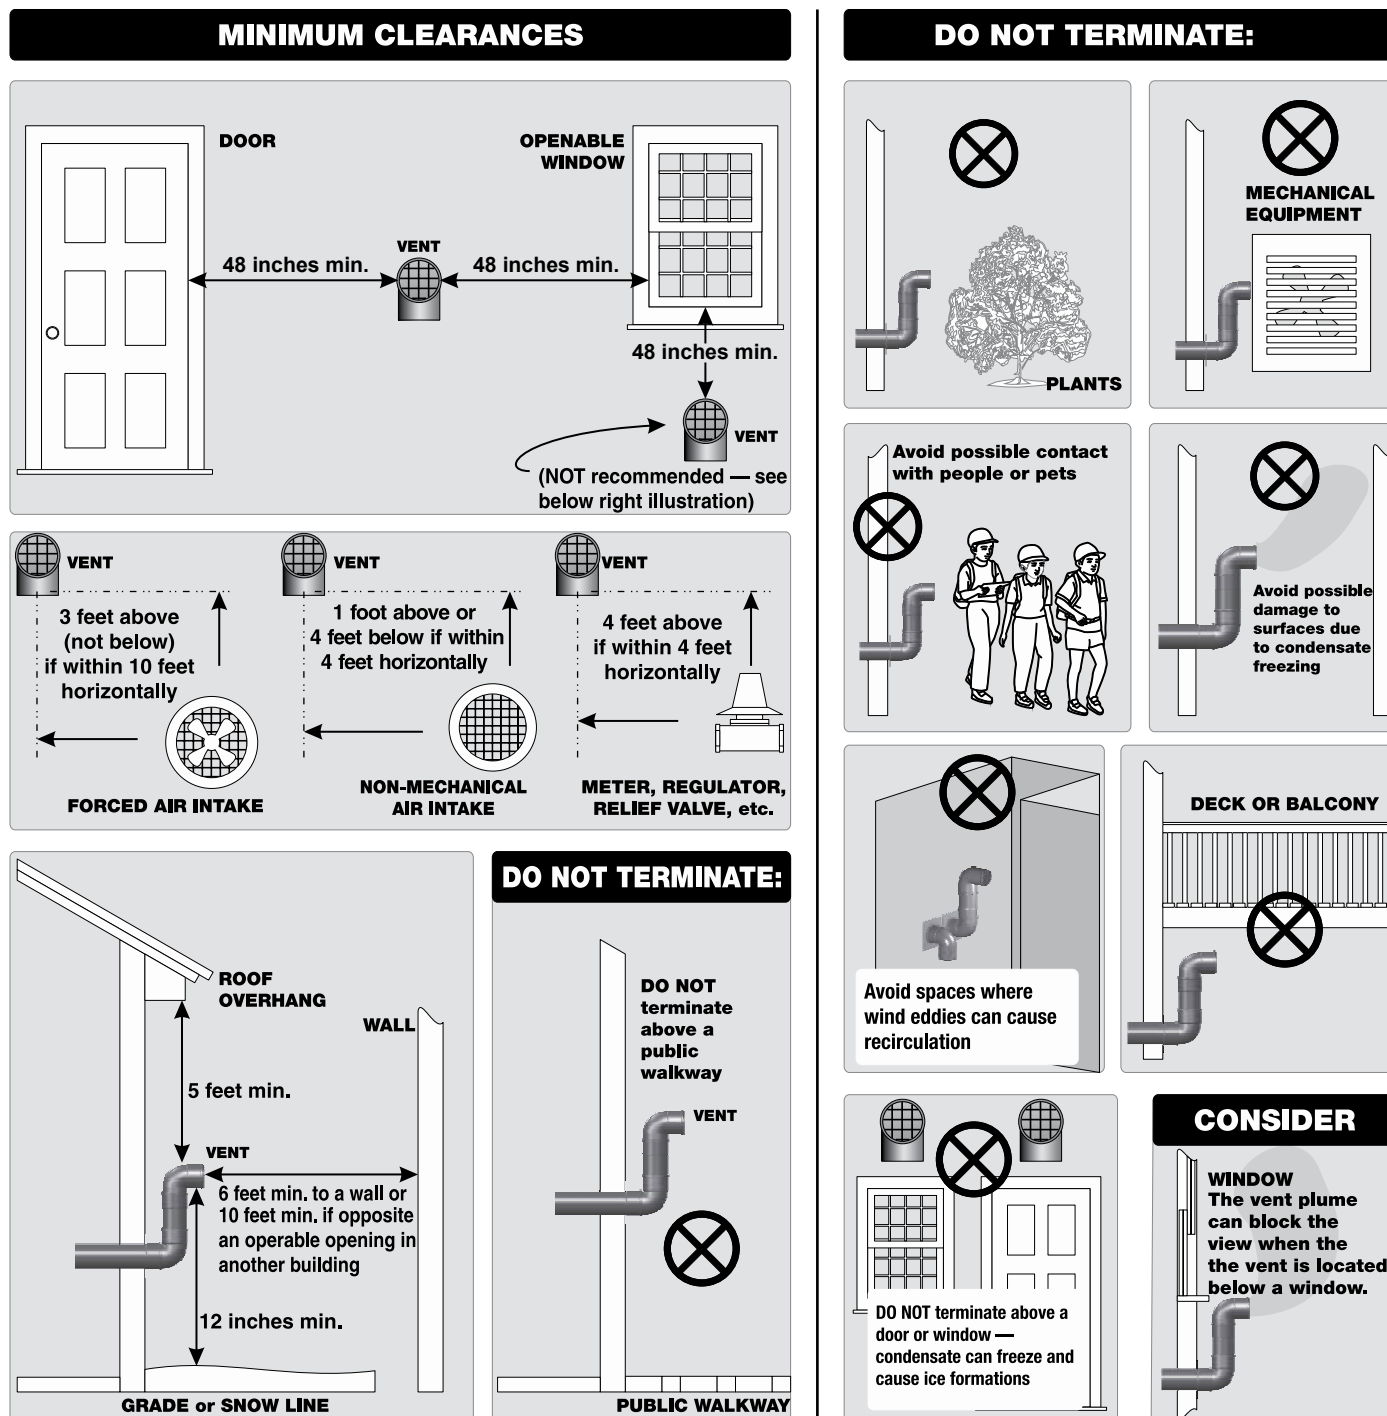 MINIMUM CLEARANCES
DOOR
OPENABLE
WINDOW
VENT
48 inches min.
48 inches min.
48 inches min.
VENT
(NOT recommended — see
below right illustration)
VENT
3 feet above
(not below)
if within 10 feet
horizontally
FORCED AIR INTAKE
VENT
1 foot above or
4 feet below if within
4 feet horizontally
NON-MECHANICAL
AIR INTAKE
VENT
4 feet above
if within 4 feet
horizontally
METER, REGULATOR,
RELIEF VALVE, etc.
ROOF
OVERHANG
WALL
5 feet min.
VENT
6 feet min. to a wall or
10 feet min. if opposite
an operable opening in
another building
12 inches min.
GRADE or SNOW LINE
DO NOT TERMINATE:
DO NOT
terminate
above a
public
walkway
VENT
PUBLIC WALKWAY
DO NOT TERMINATE:
PLANTS
MECHANICAL
EQUIPMENT
Avoid possible contact
with people or pets
Avoid possible
damage to
surfaces due
to condensate
freezing
Avoid spaces where
wind eddies can cause
recirculation
DECK OR BALCONY
DO NOT terminate above a
door or window —
condensate can freeze and
cause ice formations
CONSIDER
WINDOW
The vent plume
can block the
view when the
the vent is located
below a window.